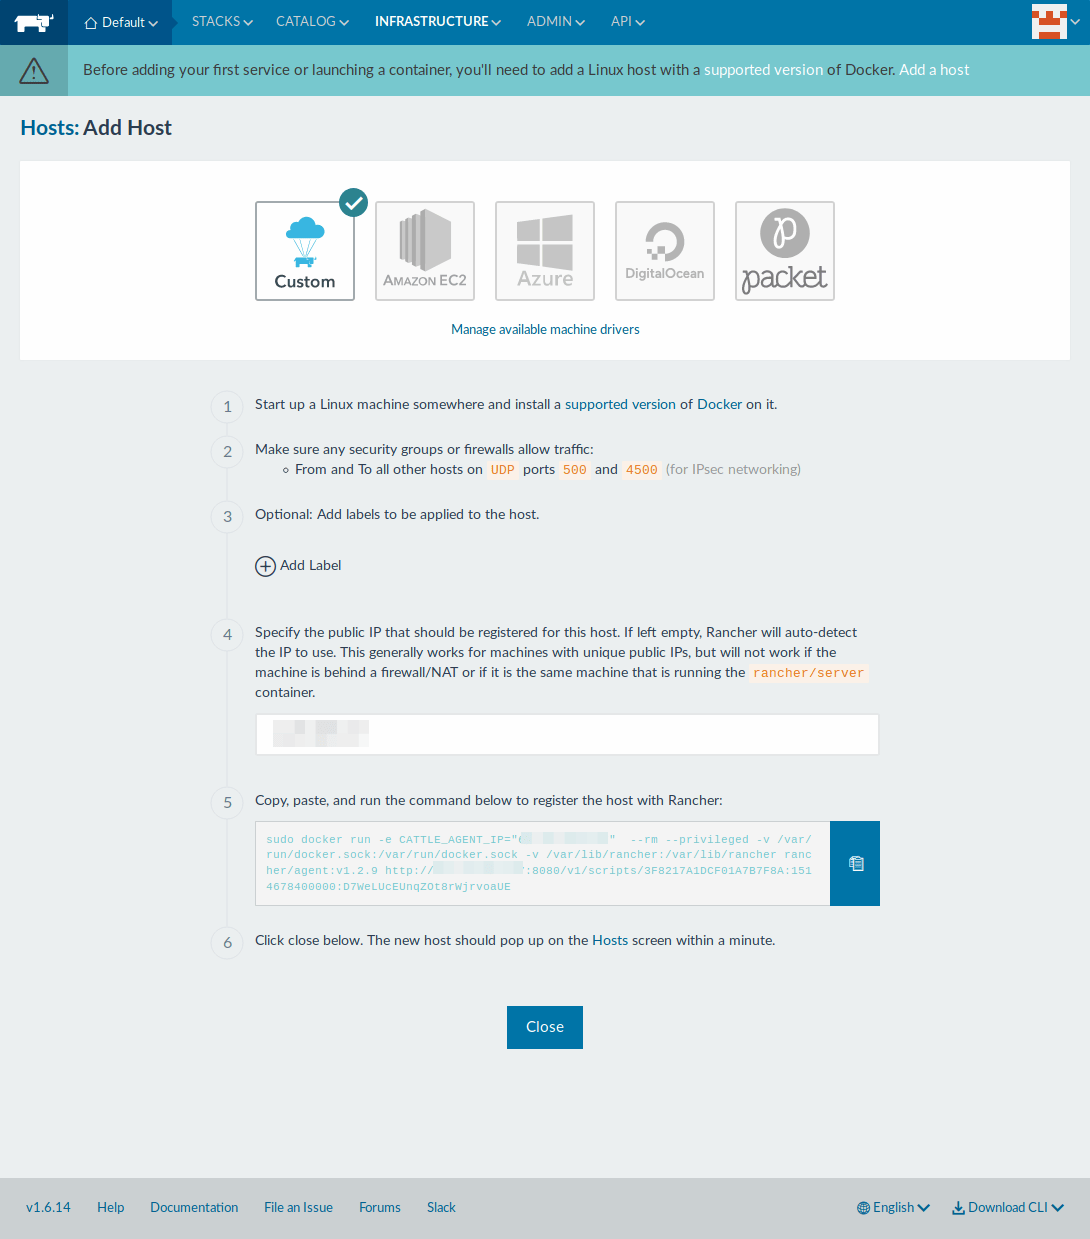 Default STACKS CATALOG INFRASTRUCTURE ADMIN API
Before adding your first service or launching a container, you'll need to add a Linux host with a supported version of Docker. Add a host
Hosts: Add Host
Custom
AMAZON EC2
Azure
DigitalOcean
packet
Manage available machine drivers
1 Start up a Linux machine somewhere and install a supported version of Docker on it.
2 Make sure any security groups or firewalls allow traffic:
From and To all other hosts on UDP ports 500 and 4500 (for IPsec networking)
3 Optional: Add labels to be applied to the host.
Add Label
4 Specify the public IP that should be registered for this host. If left empty, Rancher will auto-detect
the IP to use. This generally works for machines with unique public IPs, but will not work if the
machine is behind a firewall/NAT or if it is the same machine that is running the rancher/server
container.
5 Copy, paste, and run the command below to register the host with Rancher:
sudo docker run -e CATTLE_AGENT_IP=" " --rm --privileged -v /var/
run/docker.sock:/var/run/docker.sock -v /var/lib/rancher:/var/lib/rancher ranc
her/agent:v1.2.9 http:// :8080/v1/scripts/3F8217A1DCF01A7B7F8A:151
4678400000:D7WeLUcEUnqZOt8rWjrvoaUE
6 Click close below. The new host should pop up on the Hosts screen within a minute.
Close
v1.6.14 Help Documentation File an Issue Forums Slack English Download CLI